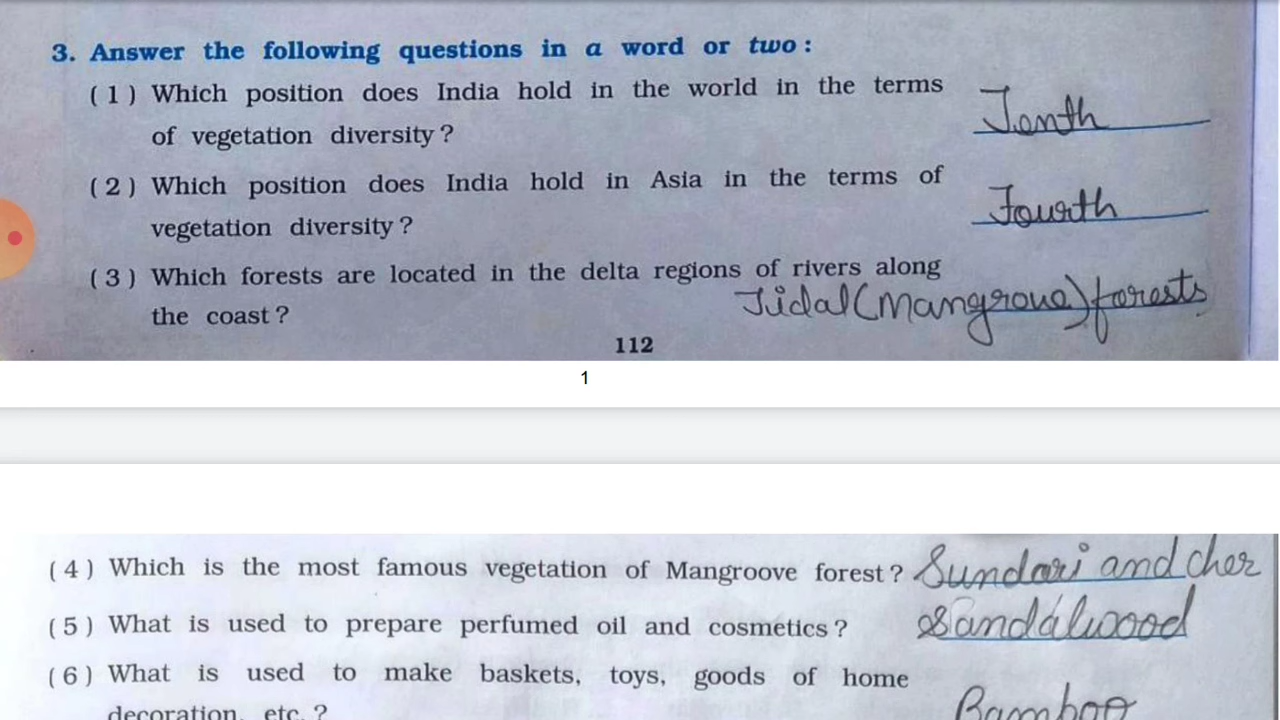 3. Answer the following questions in a word or two :
( 1 ) Which position does India hold in the world in the terms
of vegetation diversity ? Tenth
( 2 ) Which position does India hold in Asia in the terms of
vegetation diversity ? Fourth
( 3 ) Which forests are located in the delta regions of rivers along
the coast ? Tidal (Mangrove) forests
112
1
( 4 ) Which is the most famous vegetation of Mangroove forest ? Sundari and cher
( 5 ) What is used to prepare perfumed oil and cosmetics ? Sandalwood
( 6 ) What is used to make baskets, toys, goods of home
decoration, etc. ? Bamboo